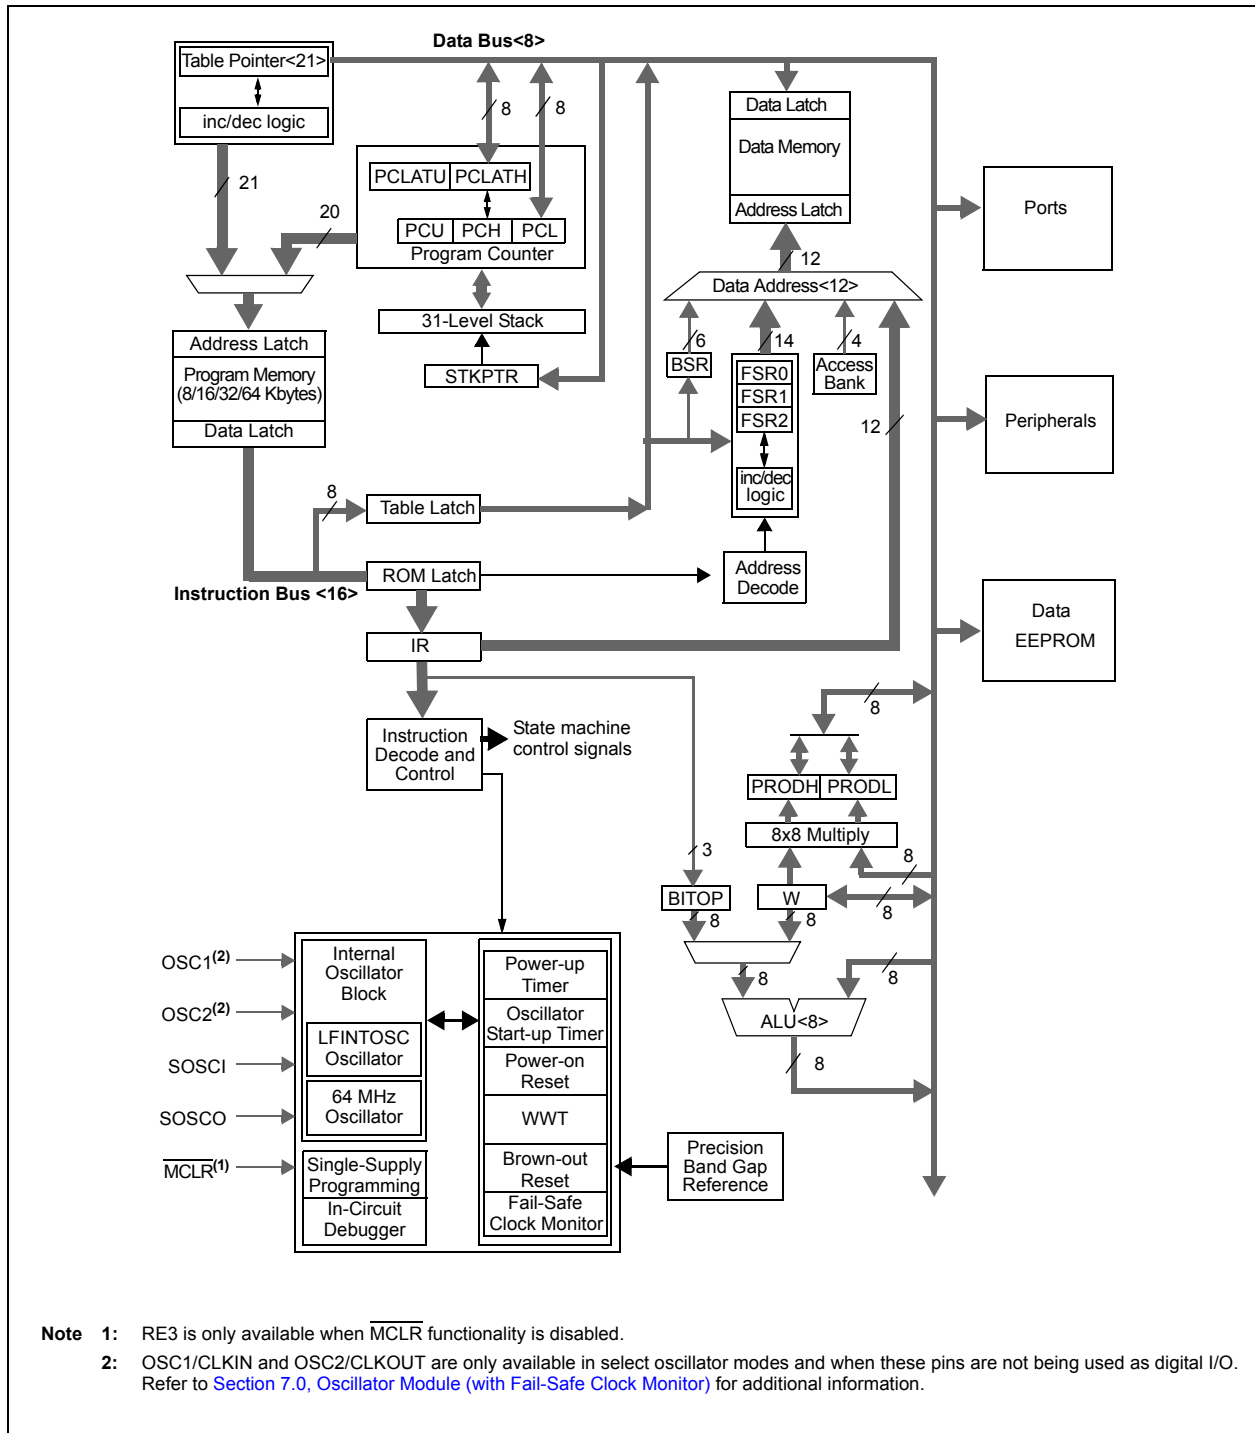 Data Bus<8>
Table Pointer<21>
inc/dec logic
21
20
8
8
PCLATU PCLATH
PCU PCH PCL
Program Counter
31-Level Stack
STKPTR
Address Latch
Program Memory
(8/16/32/64 Kbytes)
Data Latch
8
Table Latch
ROM Latch
Instruction Bus <16>
IR
Instruction
Decode and
Control
State machine
control signals
Data Latch
Data Memory
Address Latch
12
Data Address<12>
6
14
4
BSR
FSR0
FSR1
FSR2
inc/dec
logic
Access
Bank
12
Address
Decode
Ports
Peripherals
Data
EEPROM
8
PRODH PRODL
8x8 Multiply
3
8
BITOP
W
8
8
8
8
8
ALU<8>
8
OSC1(2)
OSC2(2)
SOSCI
SOSCO
MCLR(1)
Internal
Oscillator
Block
LFINTOSC
Oscillator
64 MHz
Oscillator
Single-Supply
Programming
In-Circuit
Debugger
Power-up
Timer
Oscillator
Start-up Timer
Power-on
Reset
WWT
Brown-out
Reset
Fail-Safe
Clock Monitor
Precision
Band Gap
Reference
Note 1: RE3 is only available when MCLR functionality is disabled.
2: OSC1/CLKIN and OSC2/CLKOUT are only available in select oscillator modes and when these pins are not being used as digital I/O.
Refer to Section 7.0, Oscillator Module (with Fail-Safe Clock Monitor) for additional information.